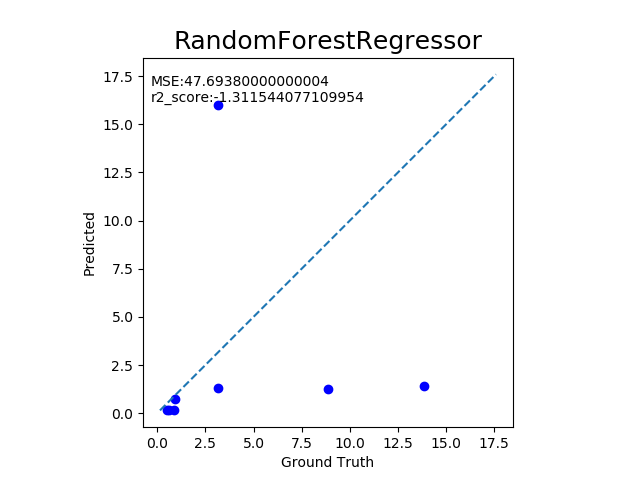 RandomForestRegressor
MSE:47.69380000000004
r2_score:-1.311544077109954
17.5
15.0
12.5
10.0
7.5
5.0
2.5
0.0
Predicted
0.0 2.5 5.0 7.5 10.0 12.5 15.0 17.5
Ground Truth